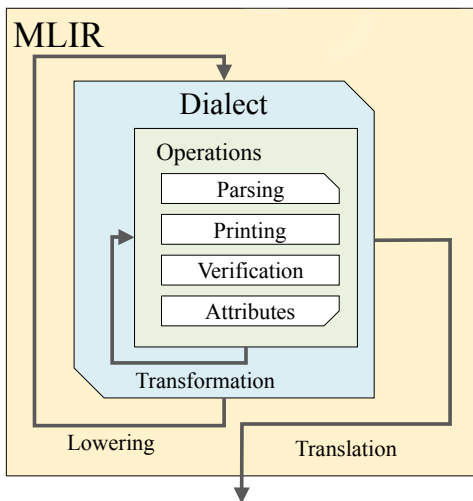 MLIR
Dialect
Operations
Parsing
Printing
Verification
Attributes
Transformation
Lowering
Translation